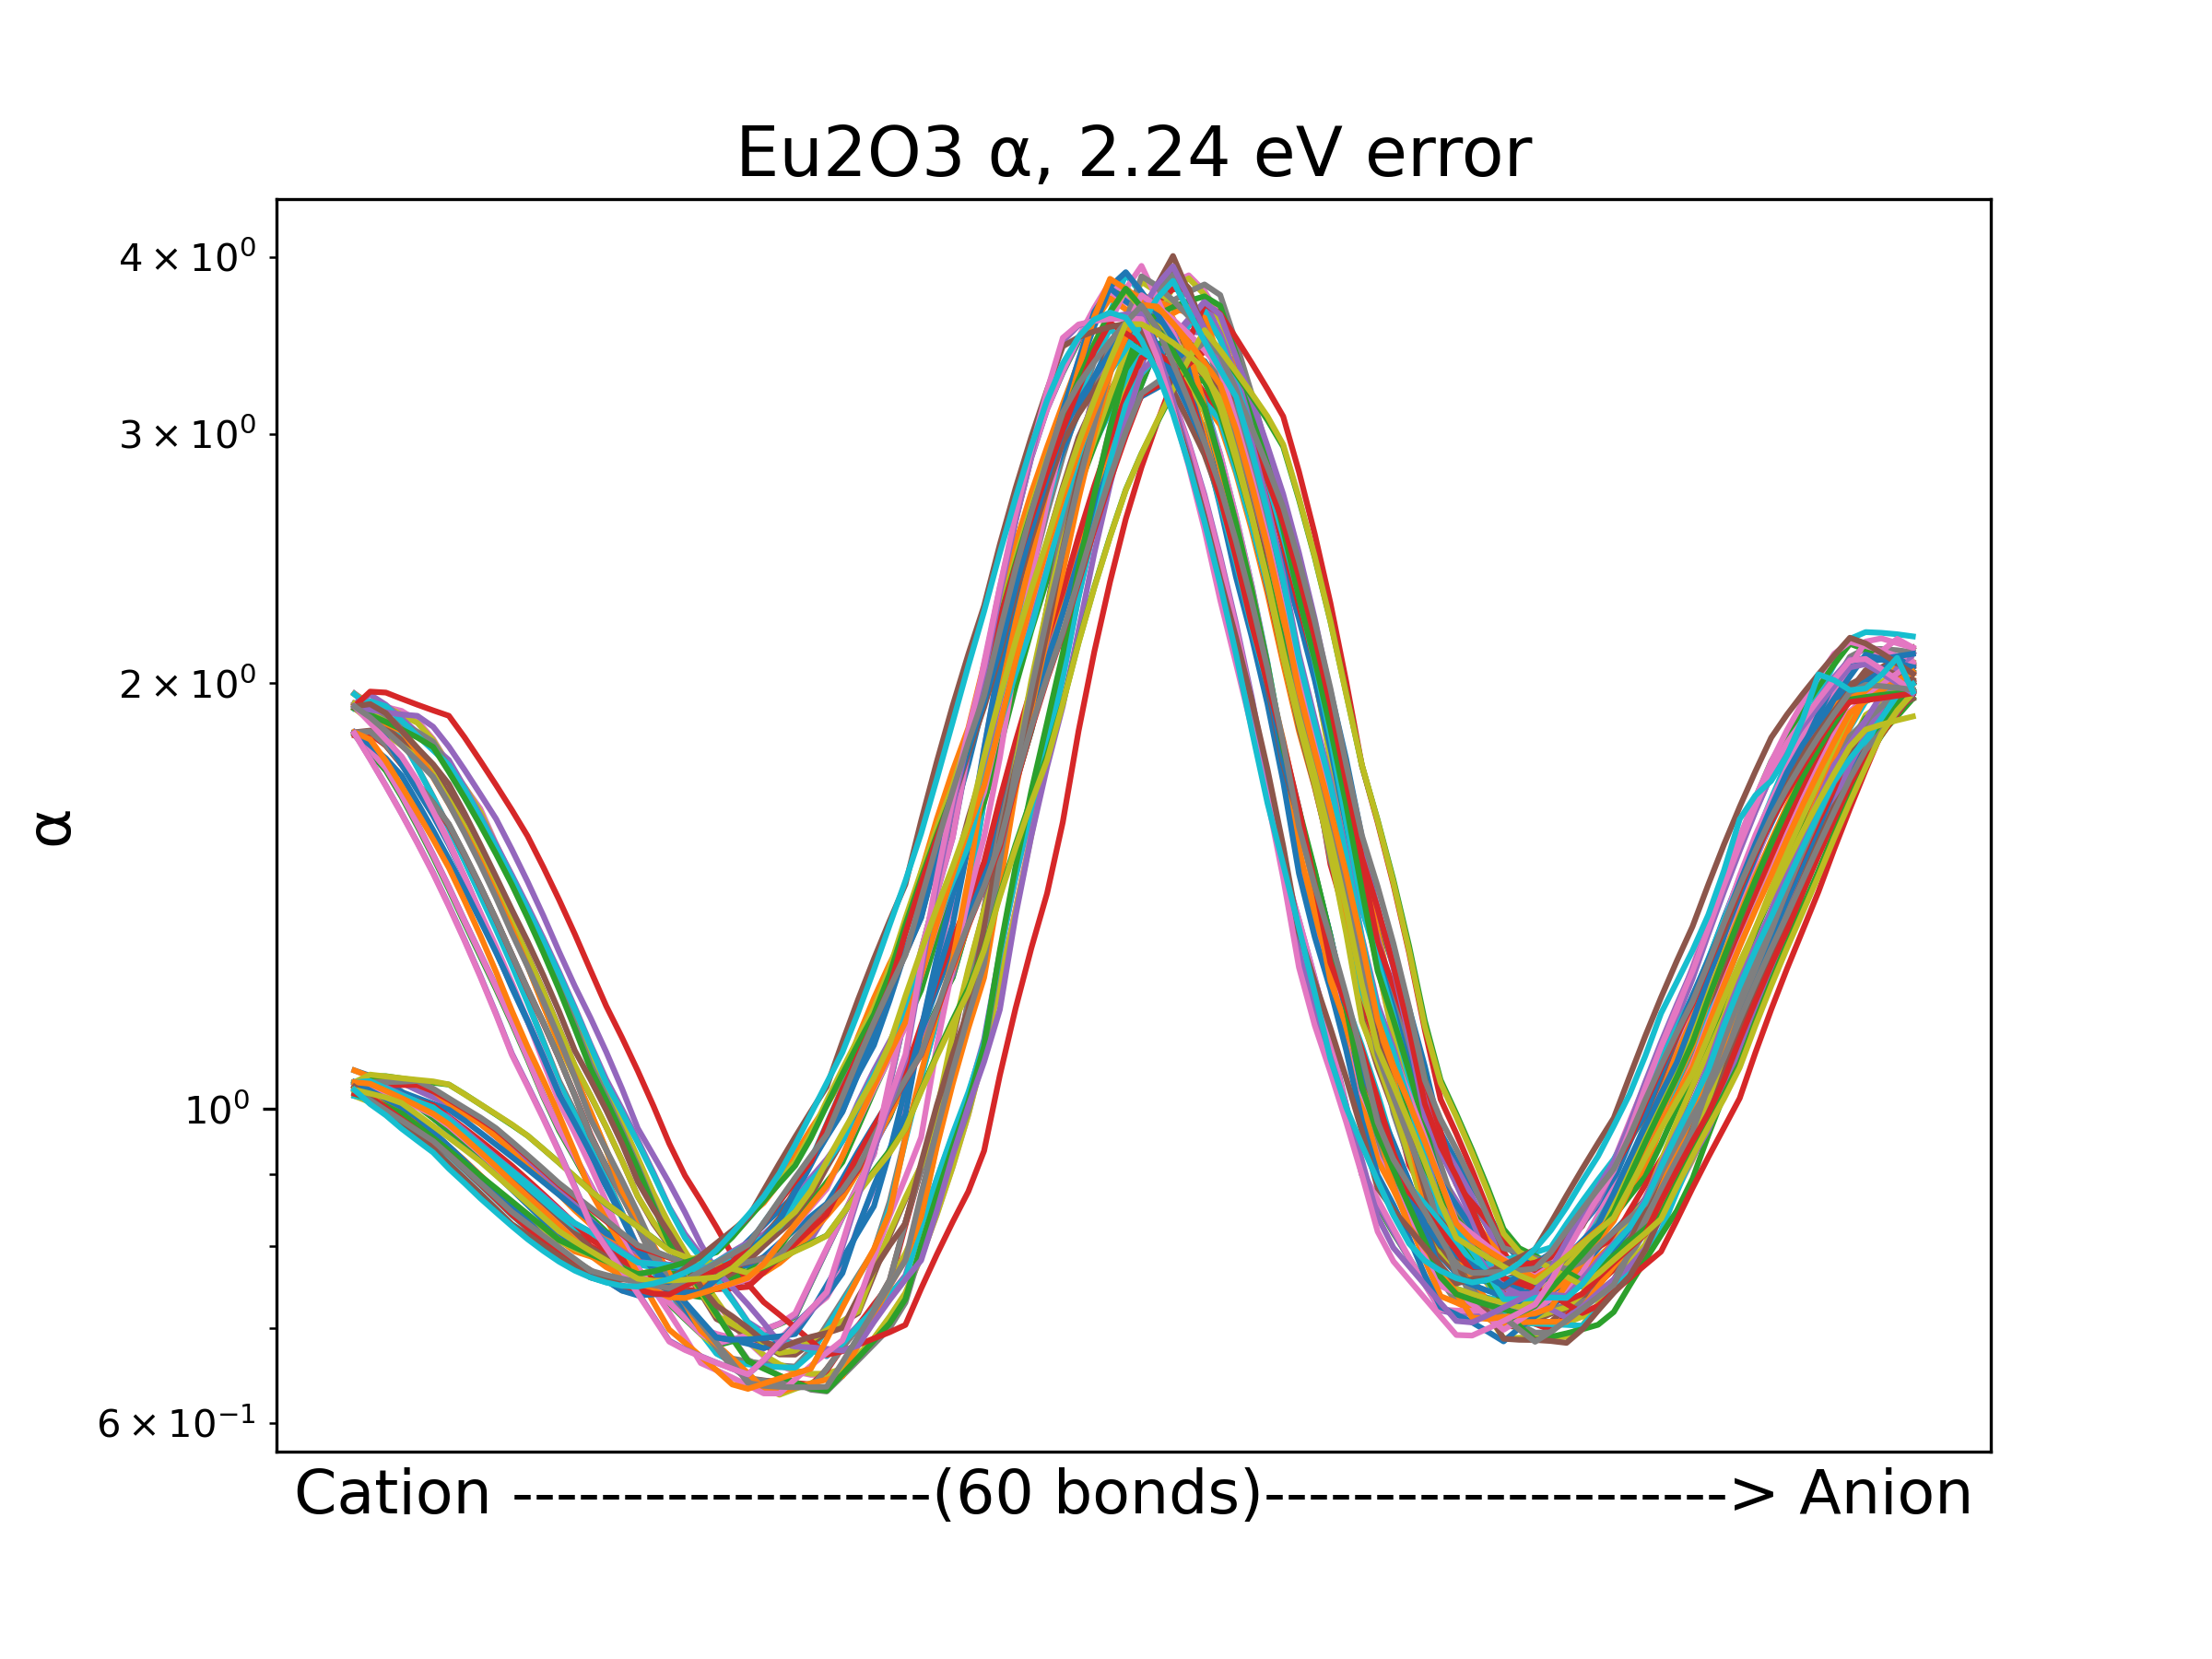 Eu2O3 α, 2.24 eV error
α
4 × 10⁰
3 × 10⁰
2 × 10⁰
10⁰
6 × 10⁻¹
Cation -------------------(60 bonds)---------------------> Anion